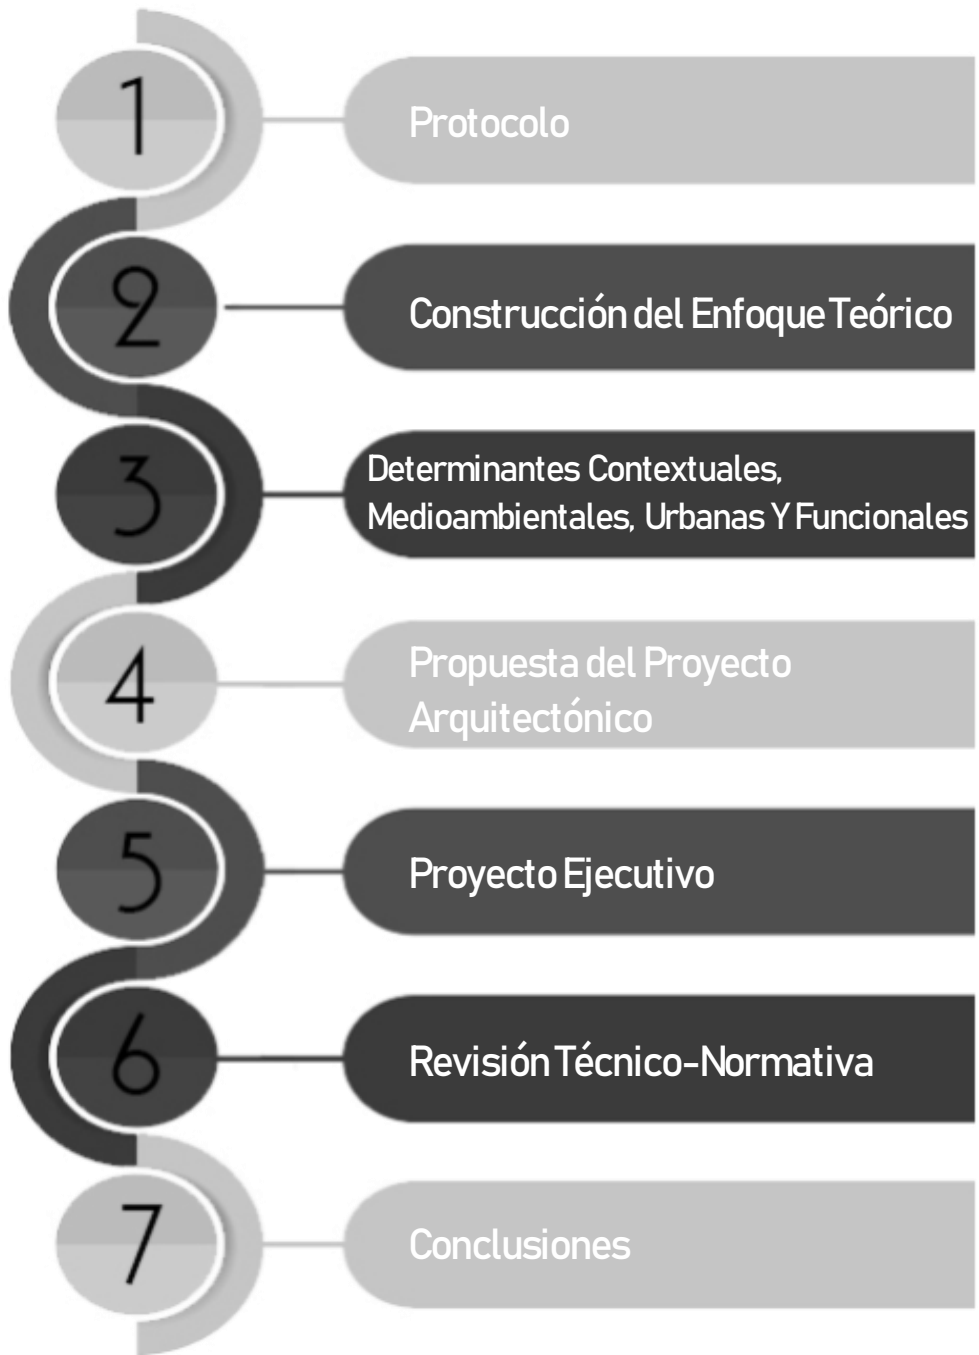 1
Protocolo
2
Construcción del Enfoque Teórico
3
Determinantes Contextuales,
Medioambientales, Urbanas Y Funcionales
4
Propuesta del Proyecto
Arquitectónico
5
Proyecto Ejecutivo
6
Revisión Técnico-Normativa
7
Conclusiones